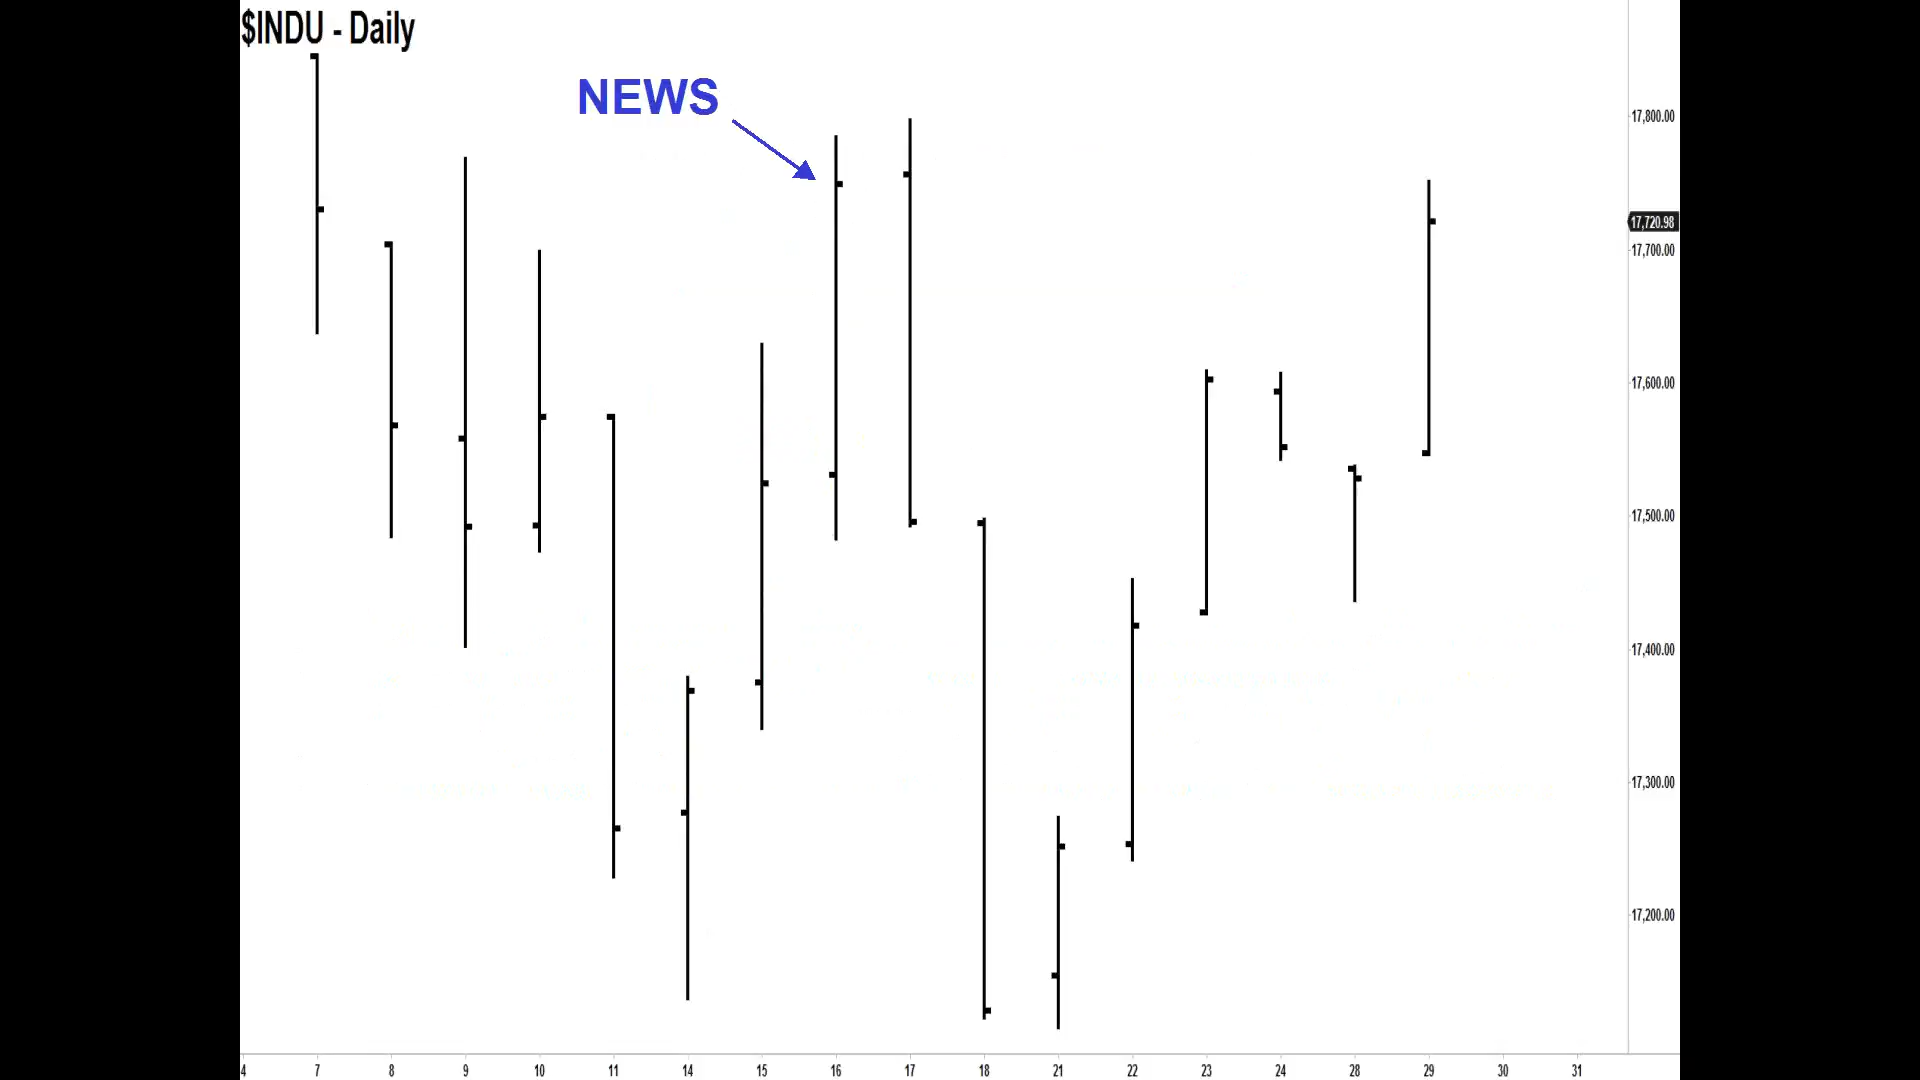 $INDU - Daily
NEWS
17,800.00
17,720.98
17,700.00
17,600.00
17,500.00
17,400.00
17,300.00
17,200.00
4 7 8 9 10 11 14 15 16 17 18 21 22 23 24 28 29 30 31